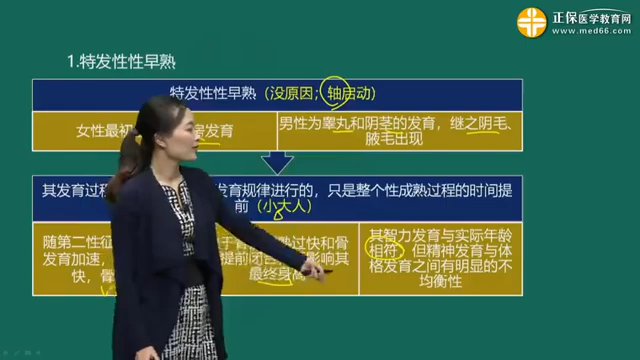 正保医学教育网
www.med66.com
1.特发性性早熟
特发性性早熟（没原因；轴启动）
女性最初
房发育
男性为睾丸和阴茎的发育，继之阴毛、
腋毛出现
其发育过程
发育规律进行的，只是整个性成熟过程的时间提
前（小大人）
随第二性征
发育加速，
快，骨
过快和骨
提前闭合
影响其
最终身高
其智力发育与实际年龄
相符，但精神发育与体
格发育之间有明显的不
均衡性